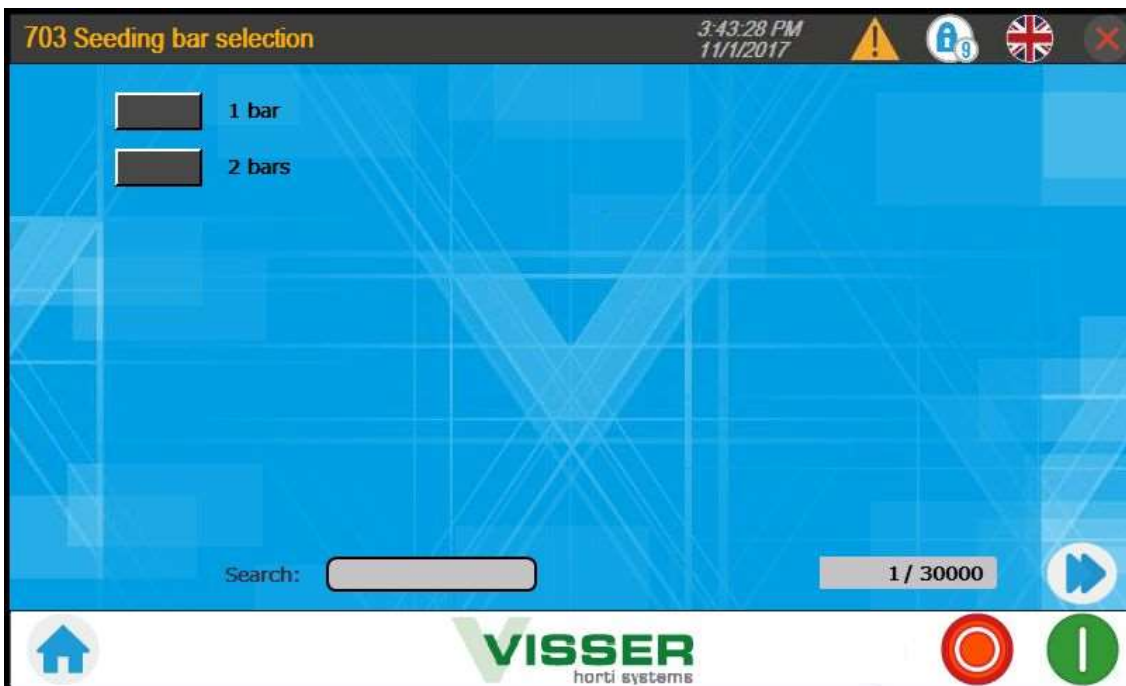 703 Seeding bar selection
3:43:28 PM
11/1/2017
9
1 bar
2 bars
Search:
1 / 30000
VISSER
horti systems